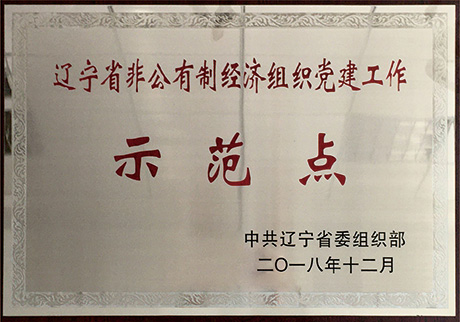 辽宁省非公有制经济组织党建工作
示范点
中共辽宁省委组织部
二〇一八年十二月